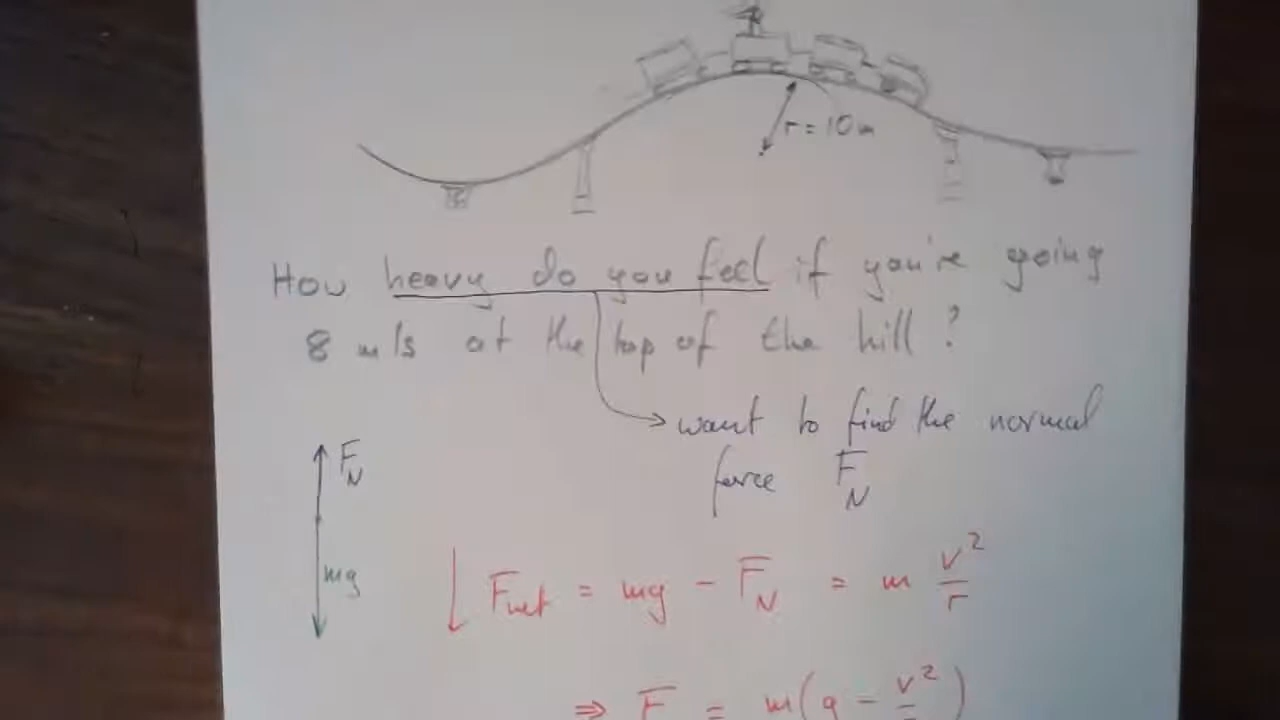 r = 10 m
How heavy do you feel if you're going
8 m/s at the top of the hill ?
→ want to find the normal
force F_N
F_N
mg
F_net = mg - F_N = m v²/r
⇒ F = m(g - v²